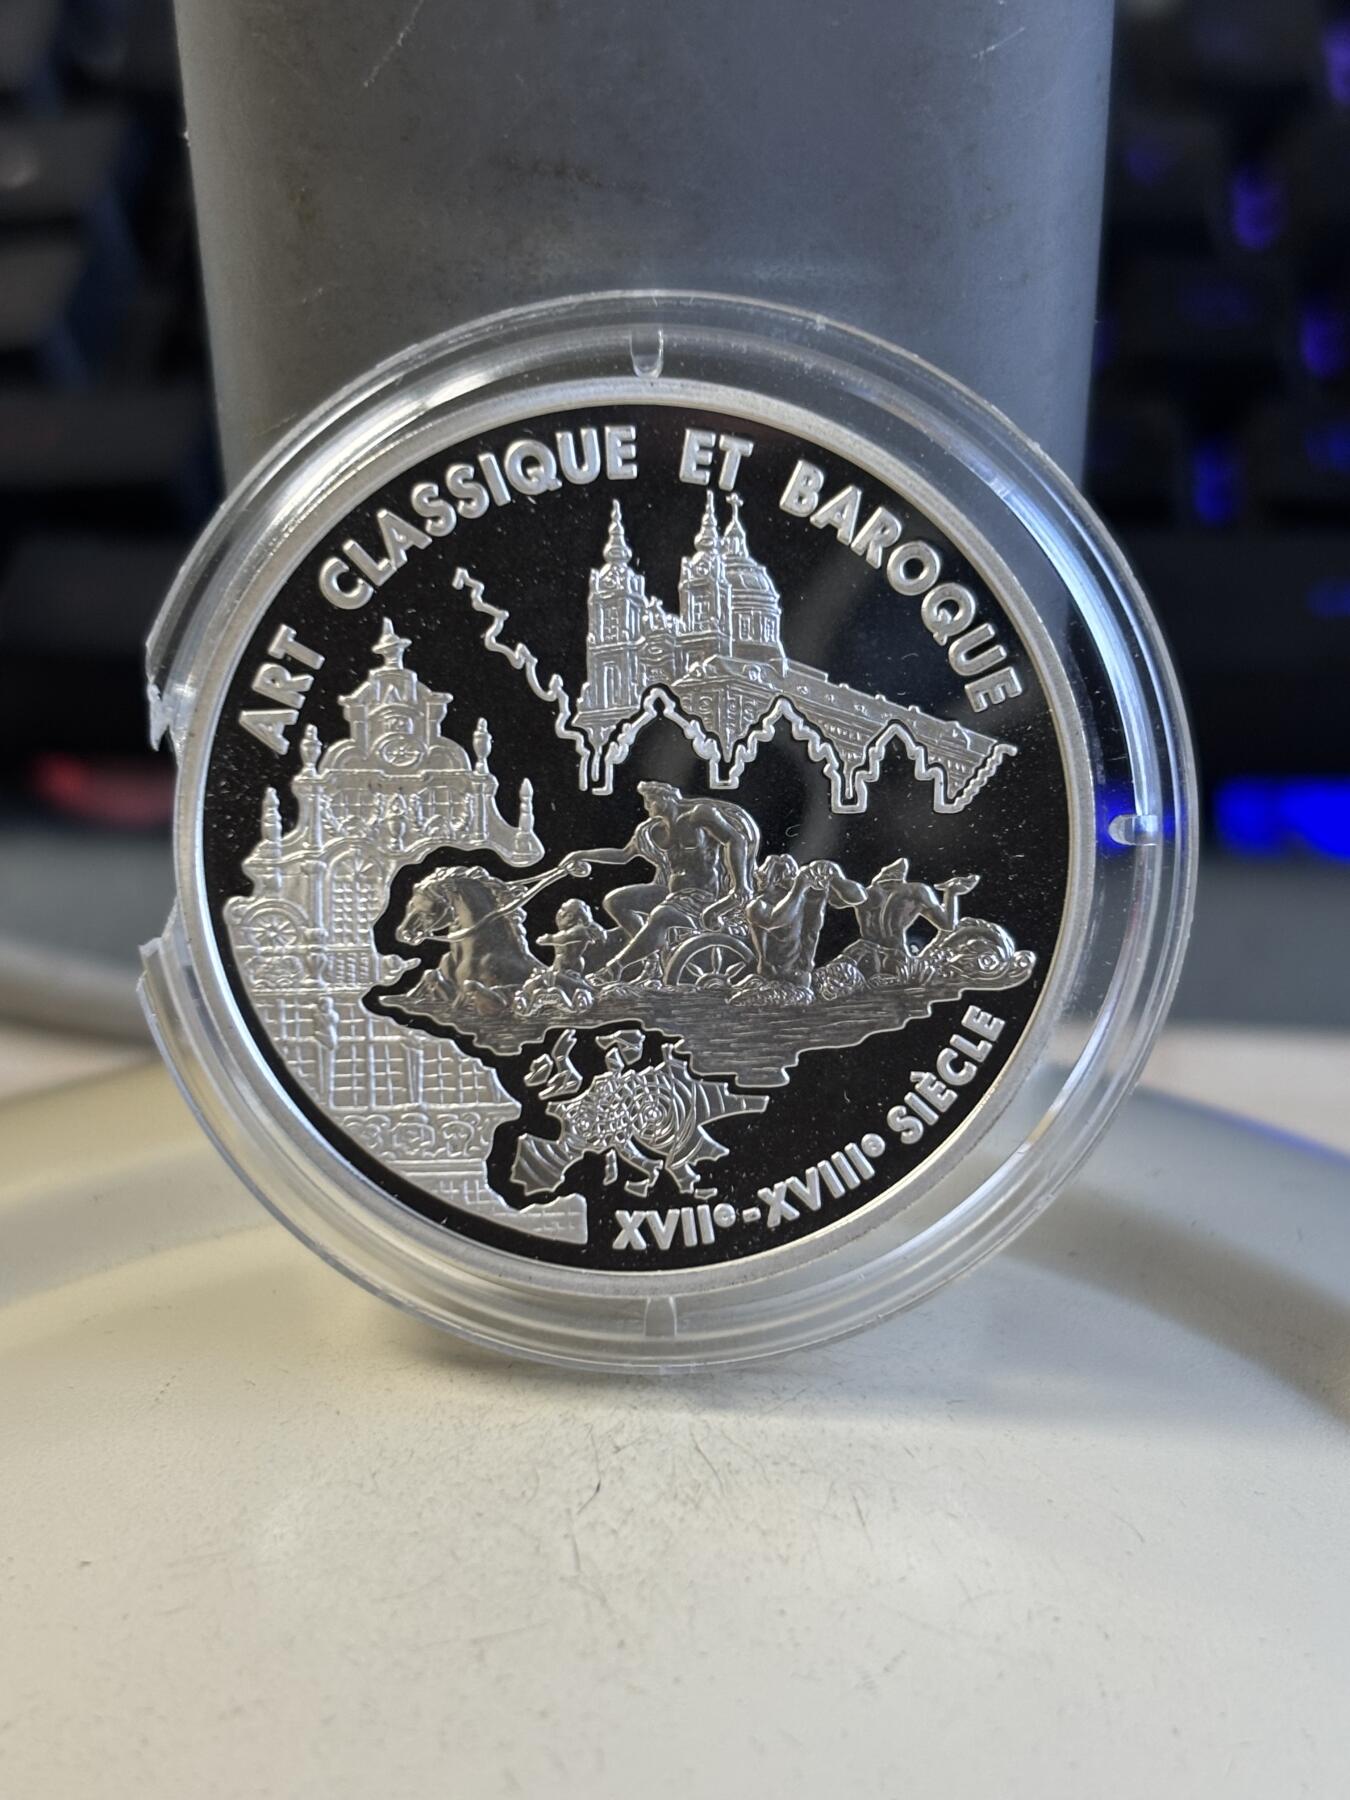 ART CLASSIQUE ET BAROQUE
XVIIe-XVIIIe SIÈCLE